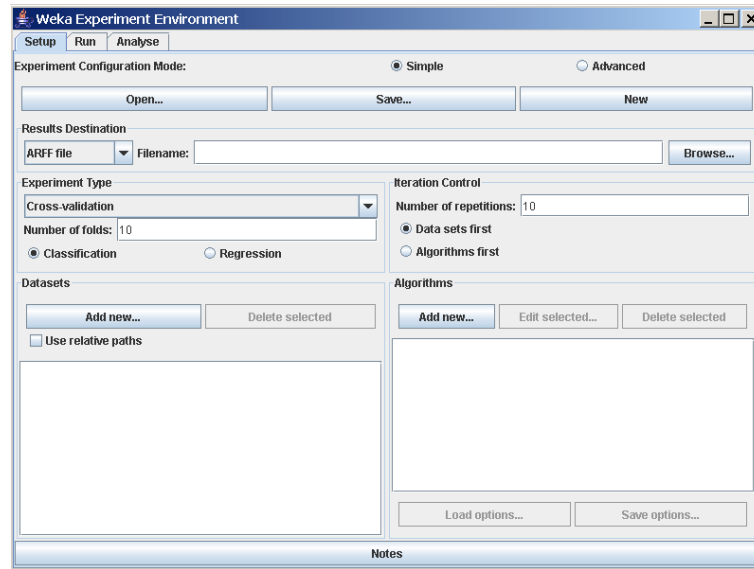 Weka Experiment Environment
Setup Run Analyse
Experiment Configuration Mode: Simple Advanced
Open... Save... New
Results Destination
ARFF file Filename: Browse...
Experiment Type
Cross-validation
Number of folds: 10
Classification Regression
Iteration Control
Number of repetitions: 10
Data sets first
Algorithms first
Datasets
Add new... Delete selected
Use relative paths
Algorithms
Add new... Edit selected... Delete selected
Load options... Save options...
Notes